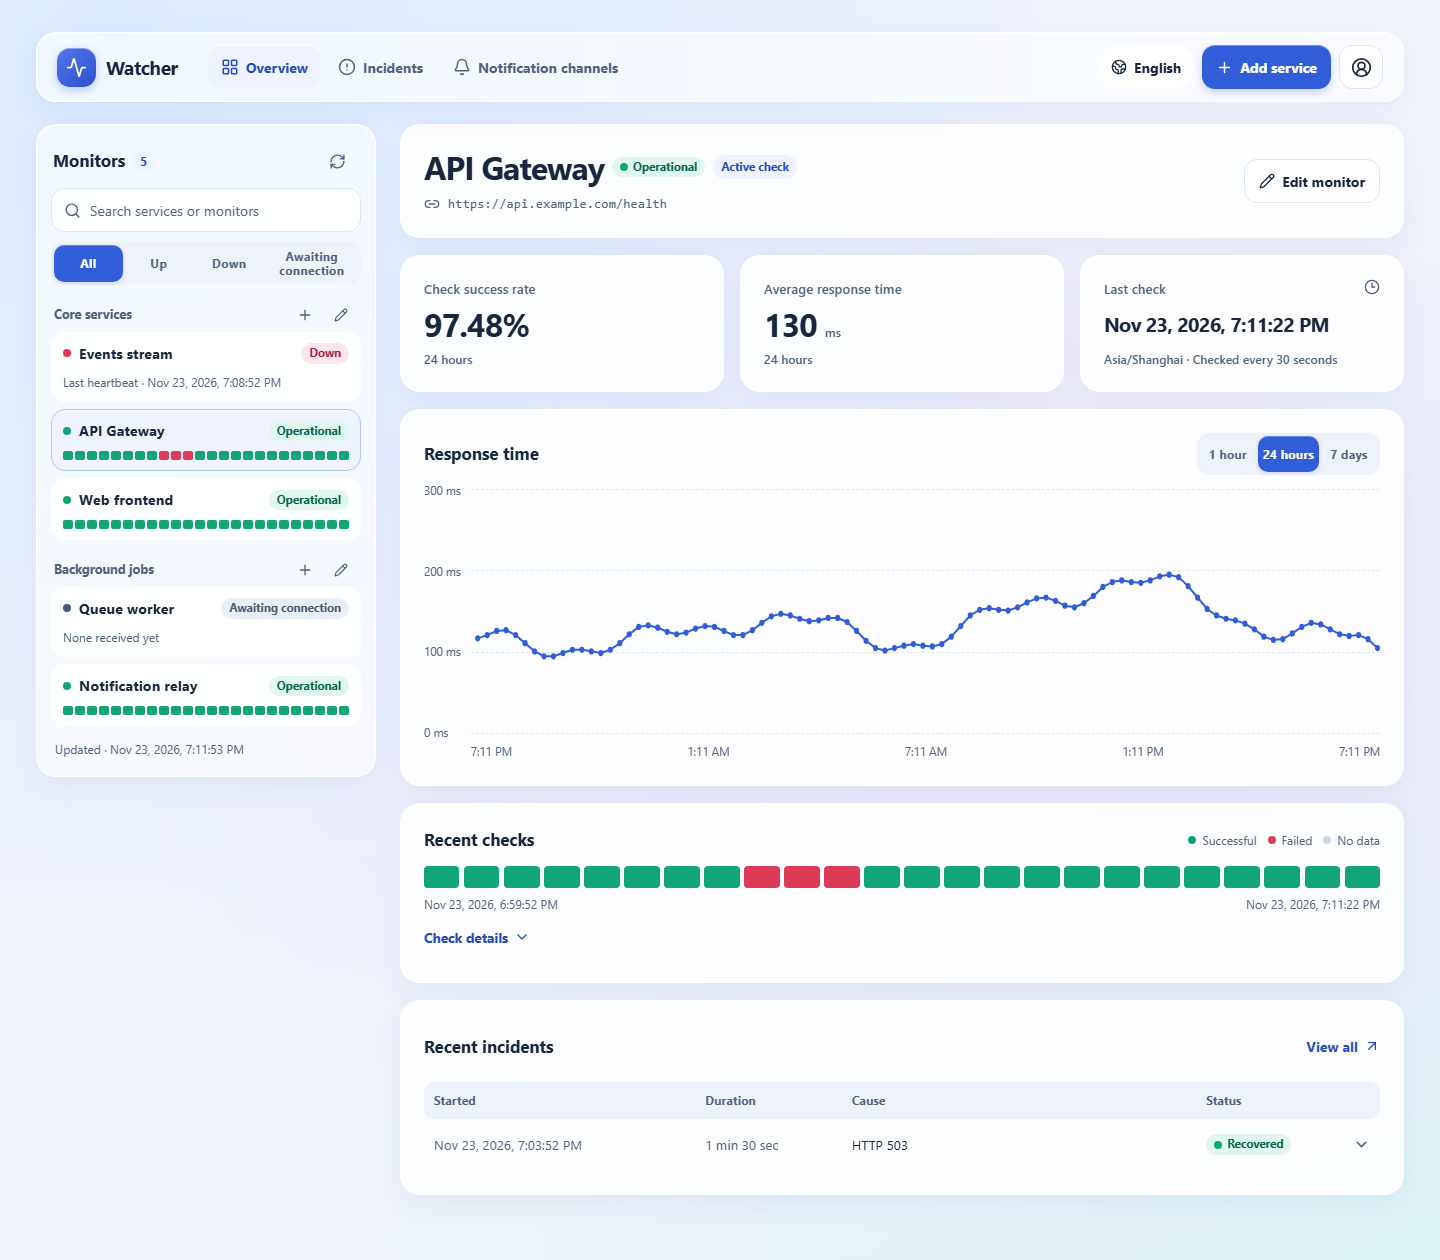 Watcher
Overview
Incidents
Notification channels
English
Add service
Monitors 5
Search services or monitors
All
Up
Down
Awaiting
connection
Core services
Events stream
Down
Last heartbeat · Nov 23, 2026, 7:08:52 PM
API Gateway
Operational
Web frontend
Operational
Background jobs
Queue worker
Awaiting connection
None received yet
Notification relay
Operational
Updated · Nov 23, 2026, 7:11:53 PM
API Gateway
Operational
Active check
https://api.example.com/health
Edit monitor
Check success rate
97.48%
24 hours
Average response time
130 ms
24 hours
Last check
Nov 23, 2026, 7:11:22 PM
Asia/Shanghai · Checked every 30 seconds
Response time
1 hour
24 hours
7 days
300 ms
200 ms
100 ms
0 ms
7:11 PM
1:11 AM
7:11 AM
1:11 PM
7:11 PM
Recent checks
Successful
Failed
No data
Nov 23, 2026, 6:59:52 PM
Nov 23, 2026, 7:11:22 PM
Check details
Recent incidents
View all
Started
Duration
Cause
Status
Nov 23, 2026, 7:03:52 PM
1 min 30 sec
HTTP 503
Recovered